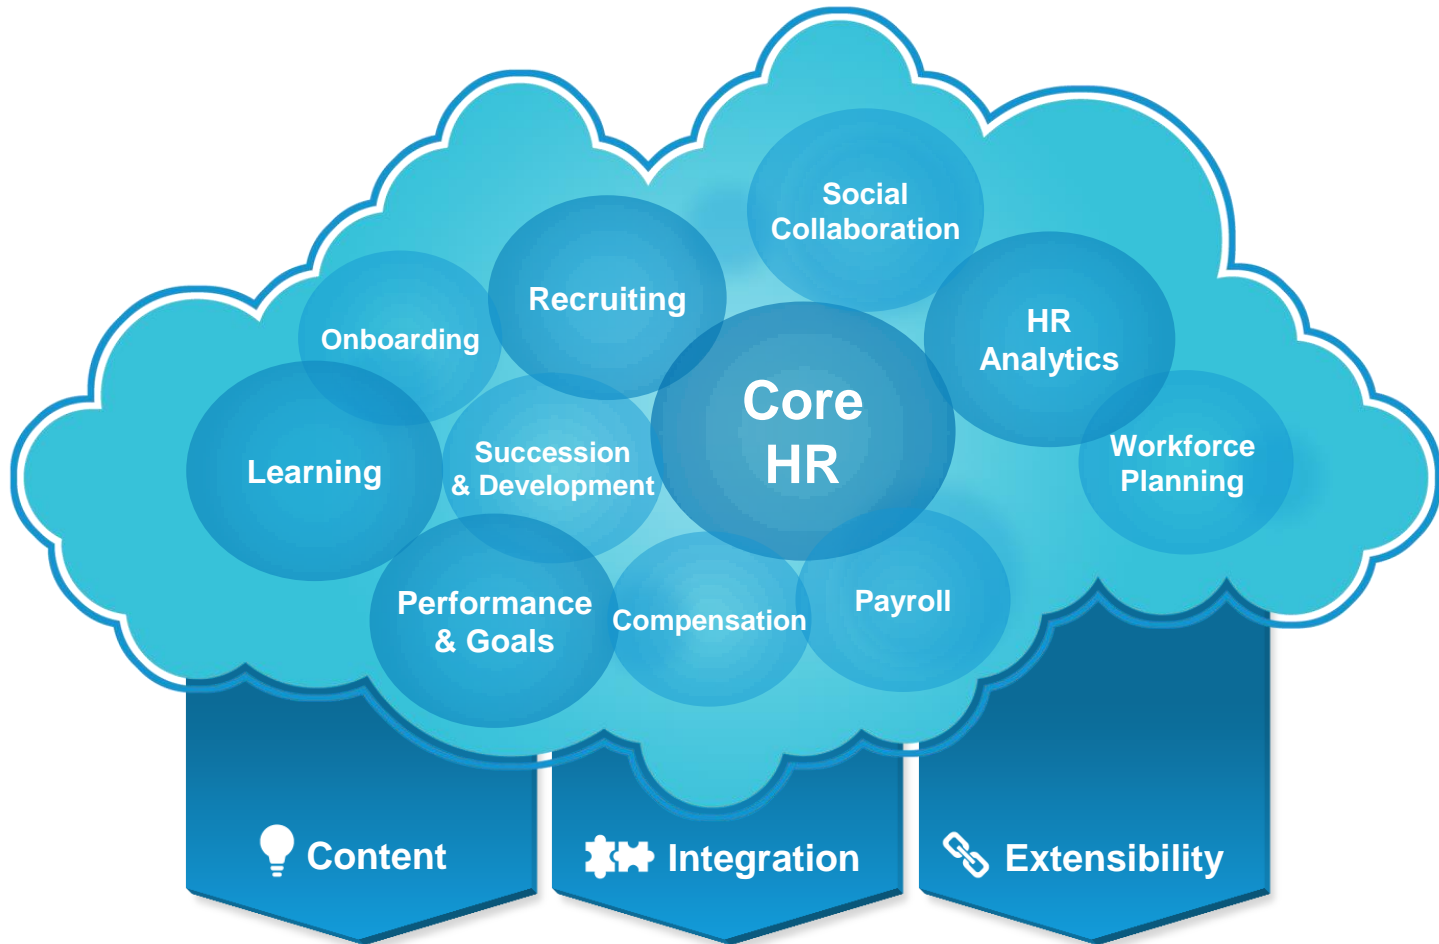 Social
Collaboration
Recruiting
Onboarding
HR
Analytics
Core
HR
Workforce
Planning
Learning
Succession
& Development
Performance
& Goals
Compensation
Payroll
Content
Integration
Extensibility